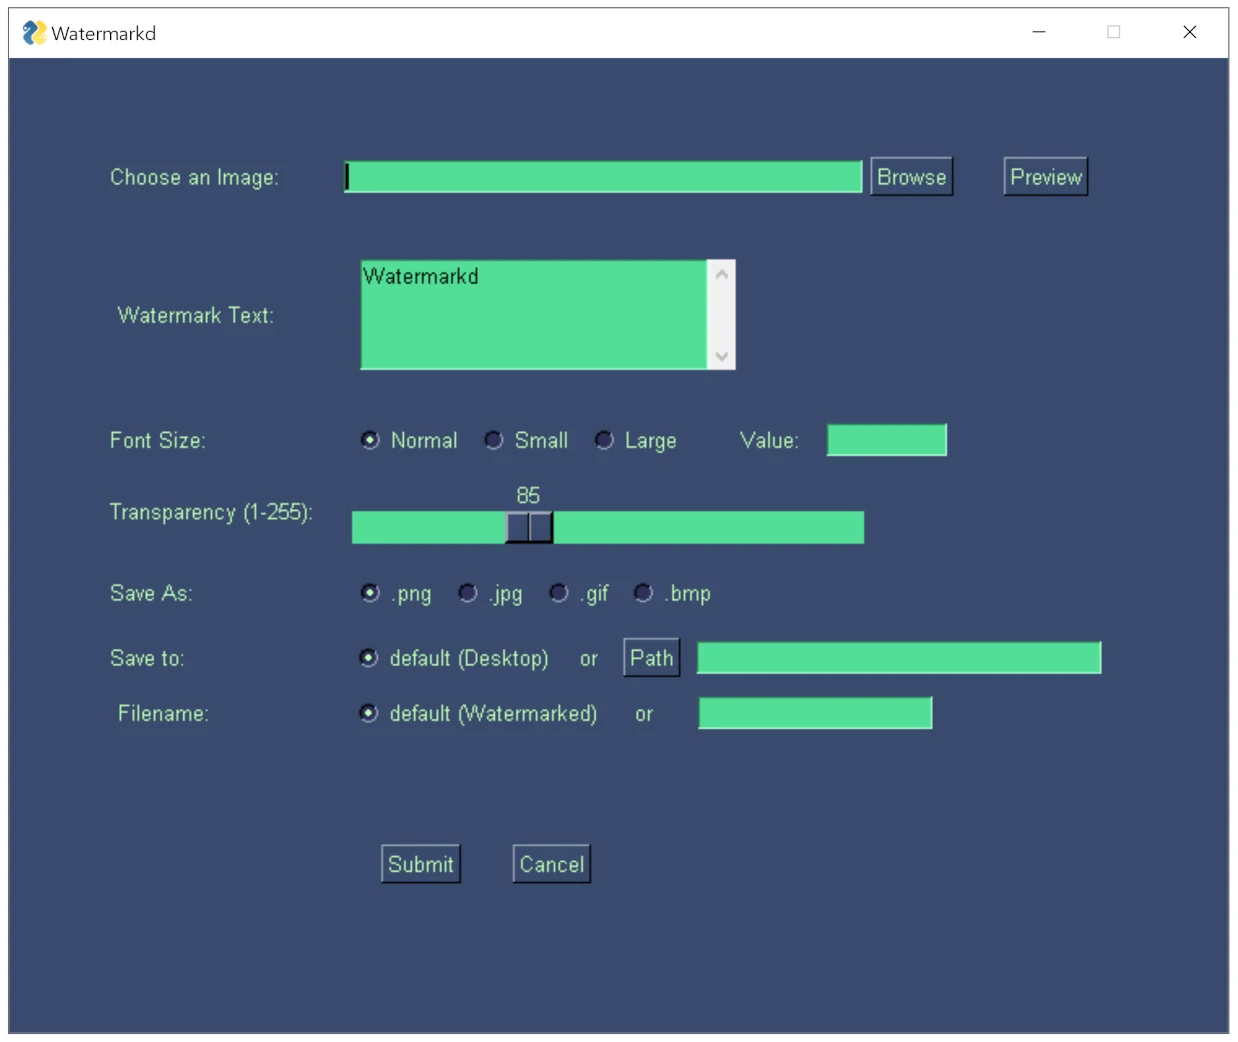 Watermarkd
Choose an Image: Browse Preview
Watermark Text: Watermarkd
Font Size: Normal Small Large Value:
85
Transparency (1-255):
Save As: .png .jpg .gif .bmp
Save to: default (Desktop) or Path
Filename: default (Watermarked) or
Submit Cancel